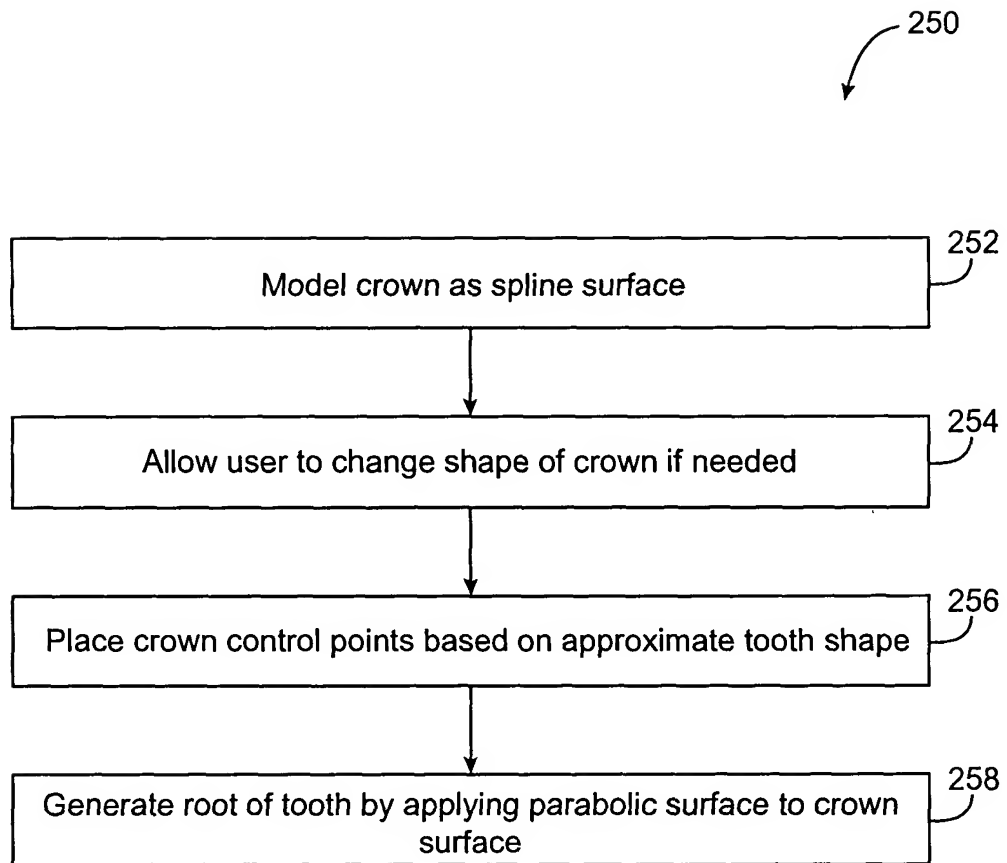 250
252
Model crown as spline surface
254
Allow user to change shape of crown if needed
256
Place crown control points based on approximate tooth shape
258
Generate root of tooth by applying parabolic surface to crown
surface